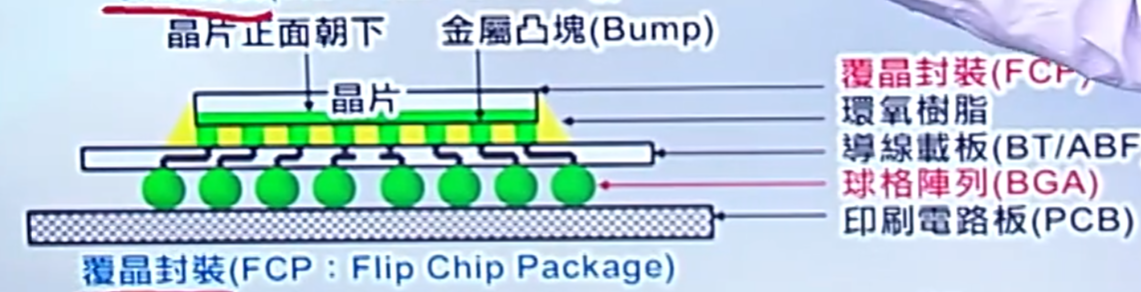 晶片正面朝下
金屬凸塊(Bump)
晶片
覆晶封裝(FCP)
環氧樹脂
導線載板(BT/ABF
球格陣列(BGA)
印刷電路板(PCB)
覆晶封裝(FCP：Flip Chip Package)